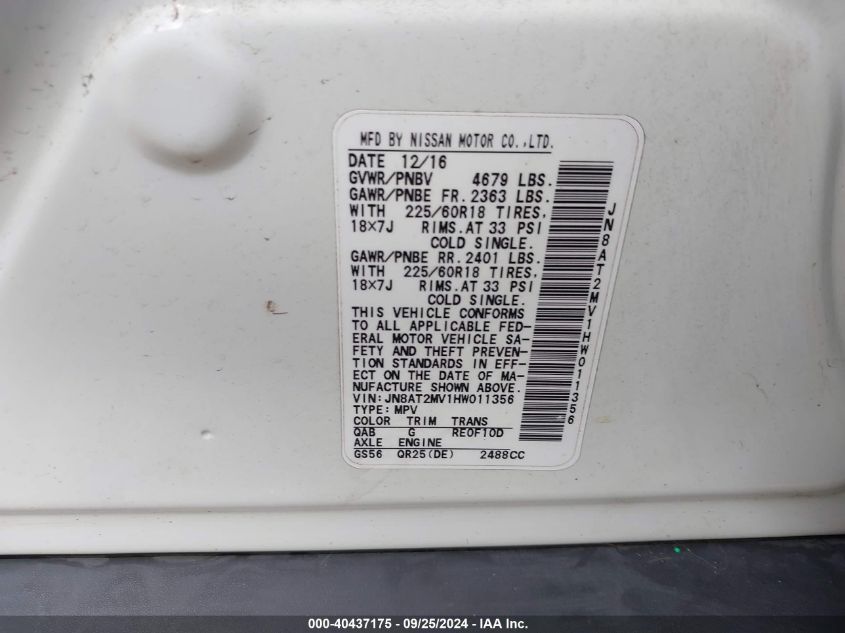 MFD BY NISSAN MOTOR CO.,LTD.
DATE 12/16
GVWR/PNBV 4679 LBS.
GAWR/PNBE FR. 2363 LBS.
WITH 225/60R18 TIRES,
18×7J RIMS. AT 33 PSI
COLD SINGLE.
GAWR/PNBE RR. 2401 LBS.
WITH 225/60R18 TIRES,
18×7J RIMS. AT 33 PSI
COLD SINGLE.
THIS VEHICLE CONFORMS
TO ALL APPLICABLE FED-
ERAL MOTOR VEHICLE SA-
FETY AND THEFT PREVEN-
TION STANDARDS IN EFF-
ECT ON THE DATE OF MA-
NUFACTURE SHOWN ABOVE.
VIN: JN8AT2MV1HW011356
TYPE: MPV
COLOR TRIM TRANS
QAB G RE0F10D
AXLE ENGINE
GS56 QR25(DE) 2488CC
JN8AT2MV1HW011356
000-40437175 - 09/25/2024 - IAA Inc.